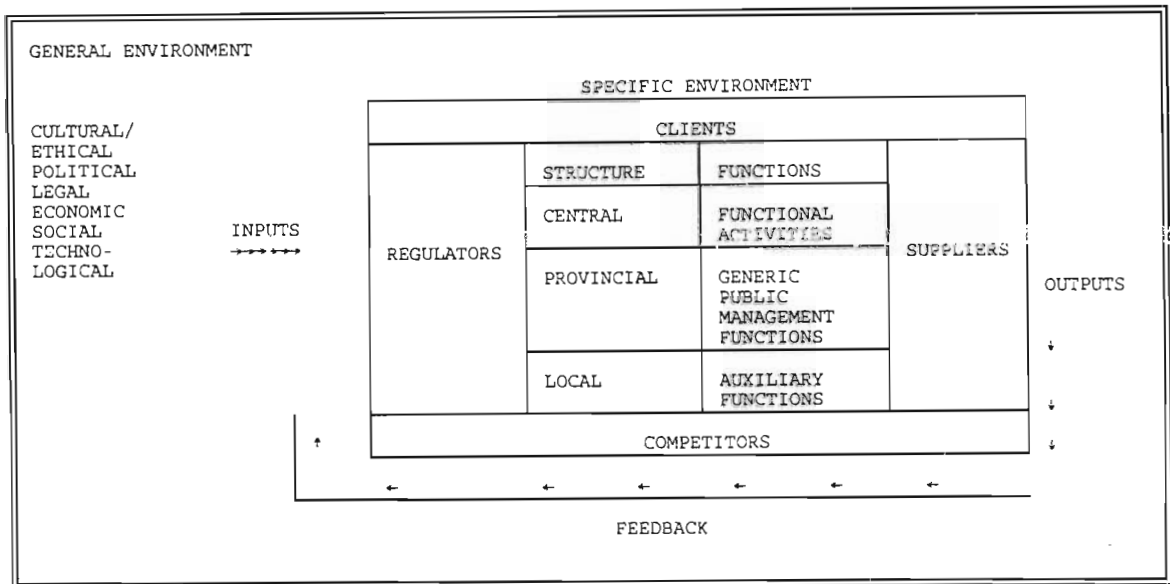 GENERAL ENVIRONMENT
SPECIFIC ENVIRONMENT
CULTURAL/
ETHICAL
POLITICAL
LEGAL
ECONOMIC
SOCIAL
TECHNO-
LOGICAL
INPUTS
CLIENTS
REGULATORS
STRUCTURE
FUNCTIONS
CENTRAL
FUNCTIONAL
ACTIVITIES
PROVINCIAL
GENERIC
PUBLIC
MANAGEMENT
FUNCTIONS
LOCAL
AUXILIARY
FUNCTIONS
SUPPLIERS
OUTPUTS
COMPETITORS
FEEDBACK